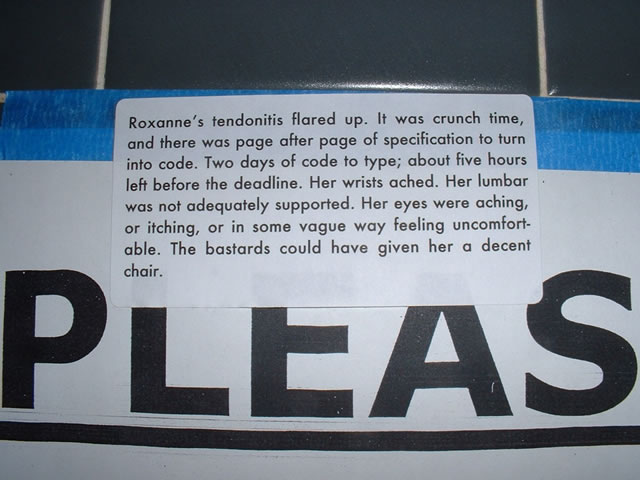 Roxanne's tendonitis flared up. It was crunch time,
and there was page after page of specification to turn
into code. Two days of code to type; about five hours
left before the deadline. Her wrists ached. Her lumbar
was not adequately supported. Her eyes were aching,
or itching, or in some vague way feeling uncomfort-
able. The bastards could have given her a decent
chair.
PLEAS